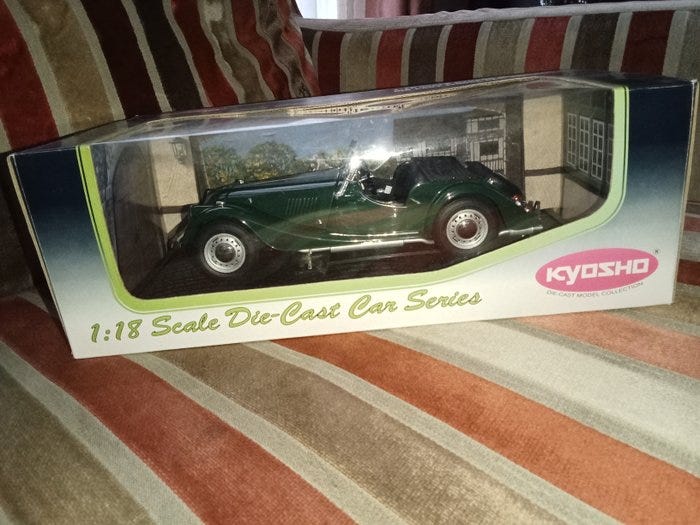 1:18 Scale Die-Cast Car Series
KYOSHO®
DIE-CAST MODEL COLLECTION